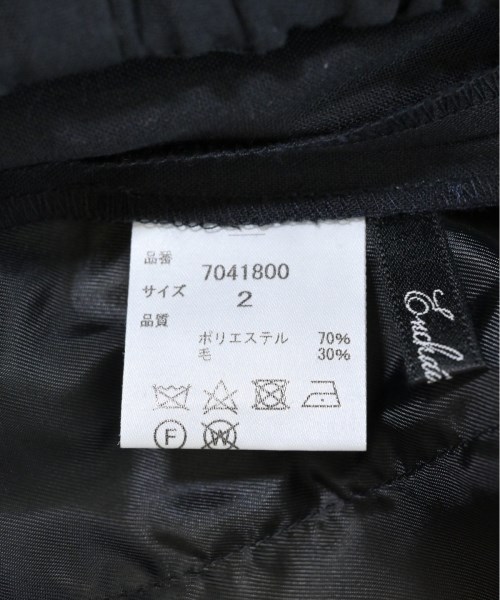 品番 7041800
サイズ 2
品質
ポリエステル 70%
毛 30%
F W